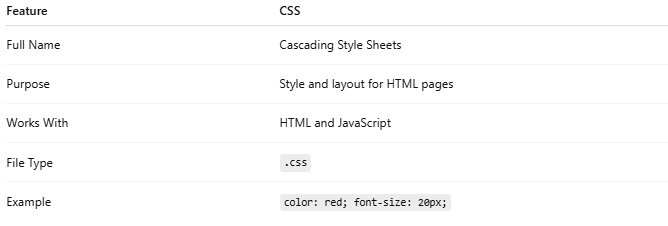 Feature CSS
Full Name Cascading Style Sheets
Purpose Style and layout for HTML pages
Works With HTML and JavaScript
File Type .css
Example color: red; font-size: 20px;